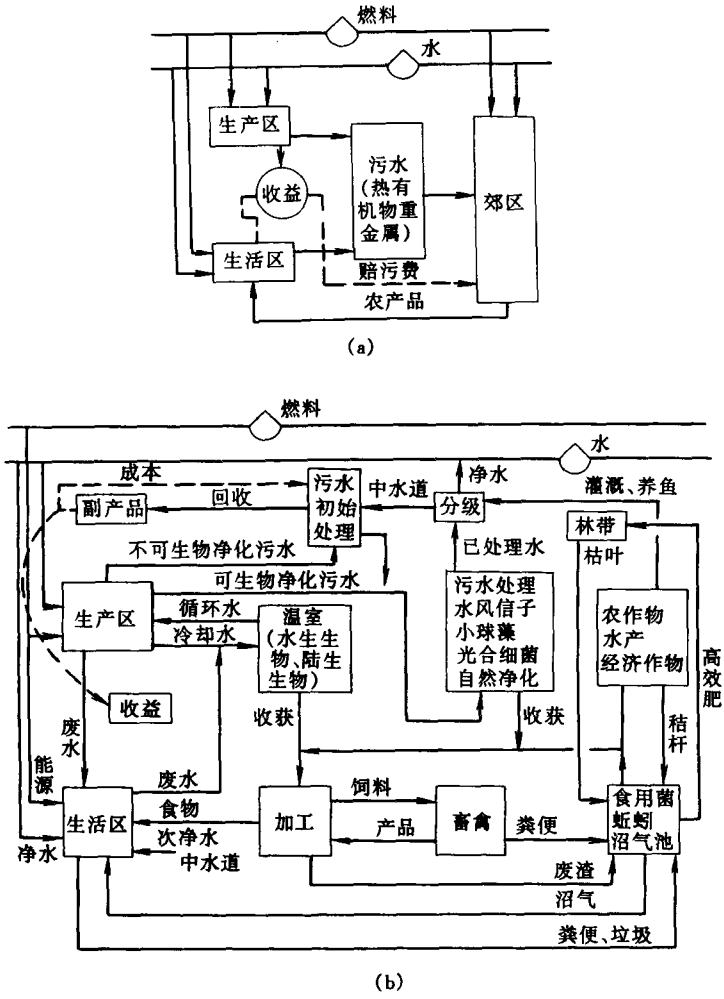 燃料
水
生产区
收益
污水
(热有
机物重
金属)
郊区
生活区
赔污费
农产品
(a)
燃料
水
成本
回收
副产品
污水
初始
处理
中水道
净水
分级
灌溉、养鱼
林带
枯叶
不可生物净化污水
已处理水
可生物净化污水
生产区
循环水
冷却水
温室
(水生生
物、陆生
生物)
污水处理
水风信子
小球藻
光合细菌
自然净化
农作物
水产
经济作物
高效肥
收益
废水
收获
收获
秸杆
能源
废水
食物
次净水
中水道
净水
生活区
加工
饲料
产品
畜禽
粪便
食用菌
蚯蚓
沼气池
废渣
沼气
粪便、垃圾
(b)